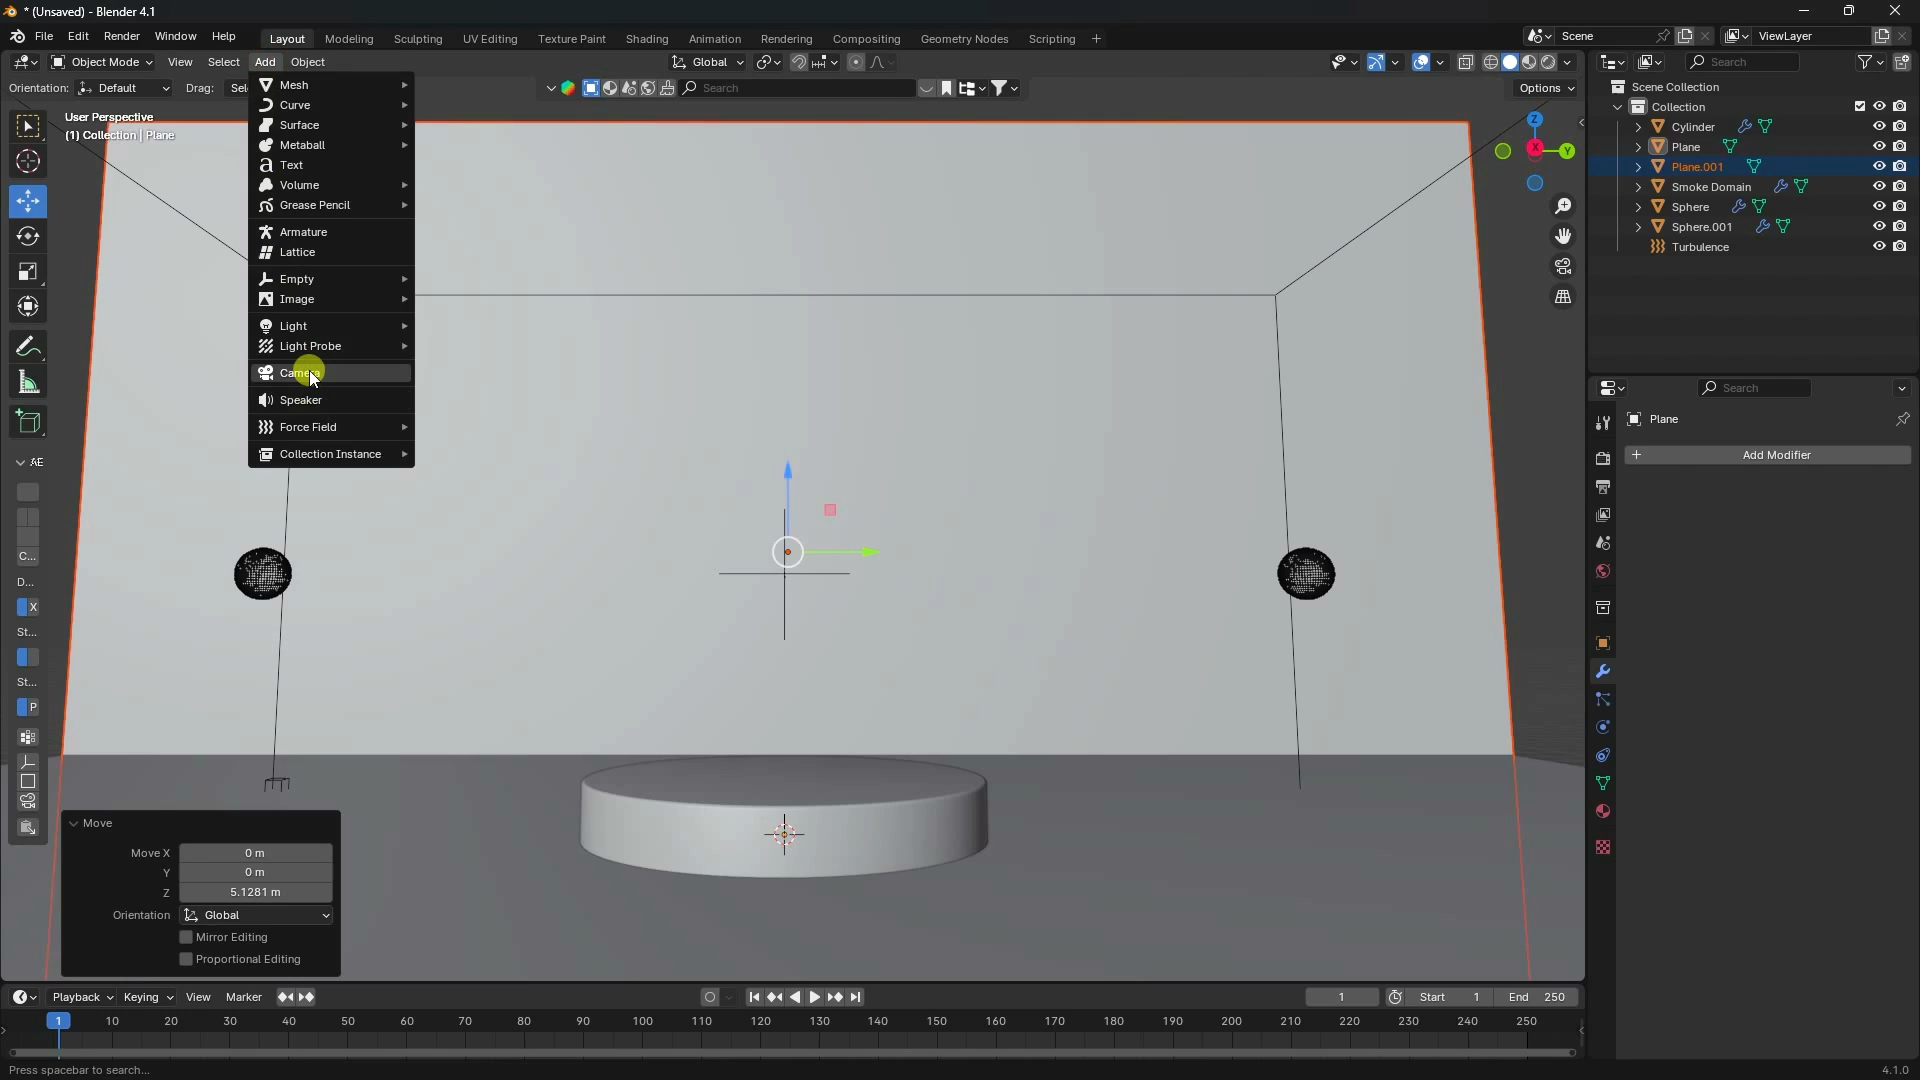 * (Unsaved) - Blender 4.1
File Edit Render Window Help
Layout Modeling Sculpting UV Editing Texture Paint Shading Animation Rendering Compositing Geometry Nodes Scripting +
Scene
ViewLayer
Object Mode View Select Add Object
Global
Search
Orientation: Default Drag: Sel
Search
Options
User Perspective
(1) Collection | Plane
Mesh
Curve
Surface
Metaball
Text
Volume
Grease Pencil
Armature
Lattice
Empty
Image
Light
Light Probe
Camera
Speaker
Force Field
Collection Instance
Z
X
Y
Scene Collection
Collection
Cylinder
Plane
Plane.001
Smoke Domain
Sphere
Sphere.001
Turbulence
Search
Plane
+ Add Modifier
AE
C...
D...
X
St...
St...
P
Move
Move X 0 m
Y 0 m
Z 5.1281 m
Orientation Global
Mirror Editing
Proportional Editing
Playback Keying View Marker
1 Start 1 End 250
1 10 20 30 40 50 60 70 80 90 100 110 120 130 140 150 160 170 180 190 200 210 220 230 240 250
Press spacebar to search...
4.1.0